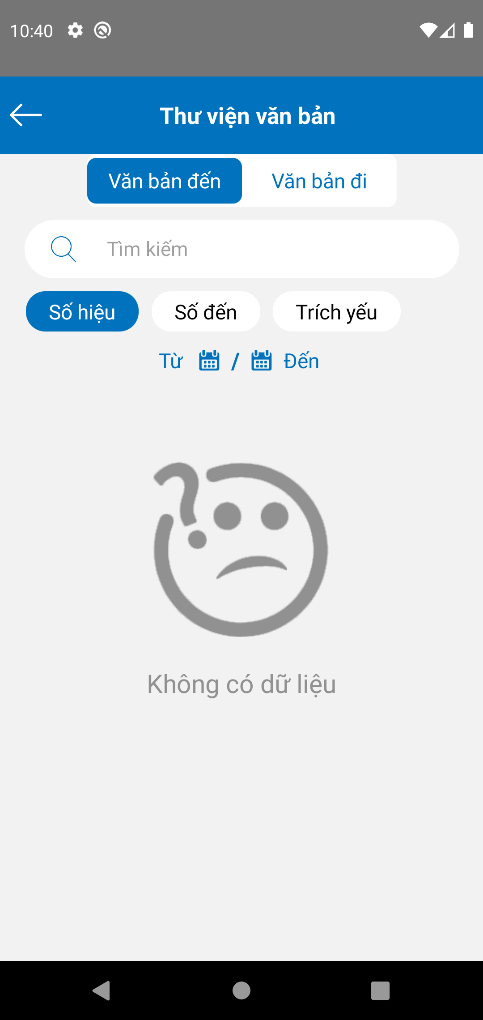 10:40
Thư viện văn bản
Văn bản đến Văn bản đi
Tìm kiếm
Số hiệu Số đến Trích yếu
Từ / Đến
?
Không có dữ liệu